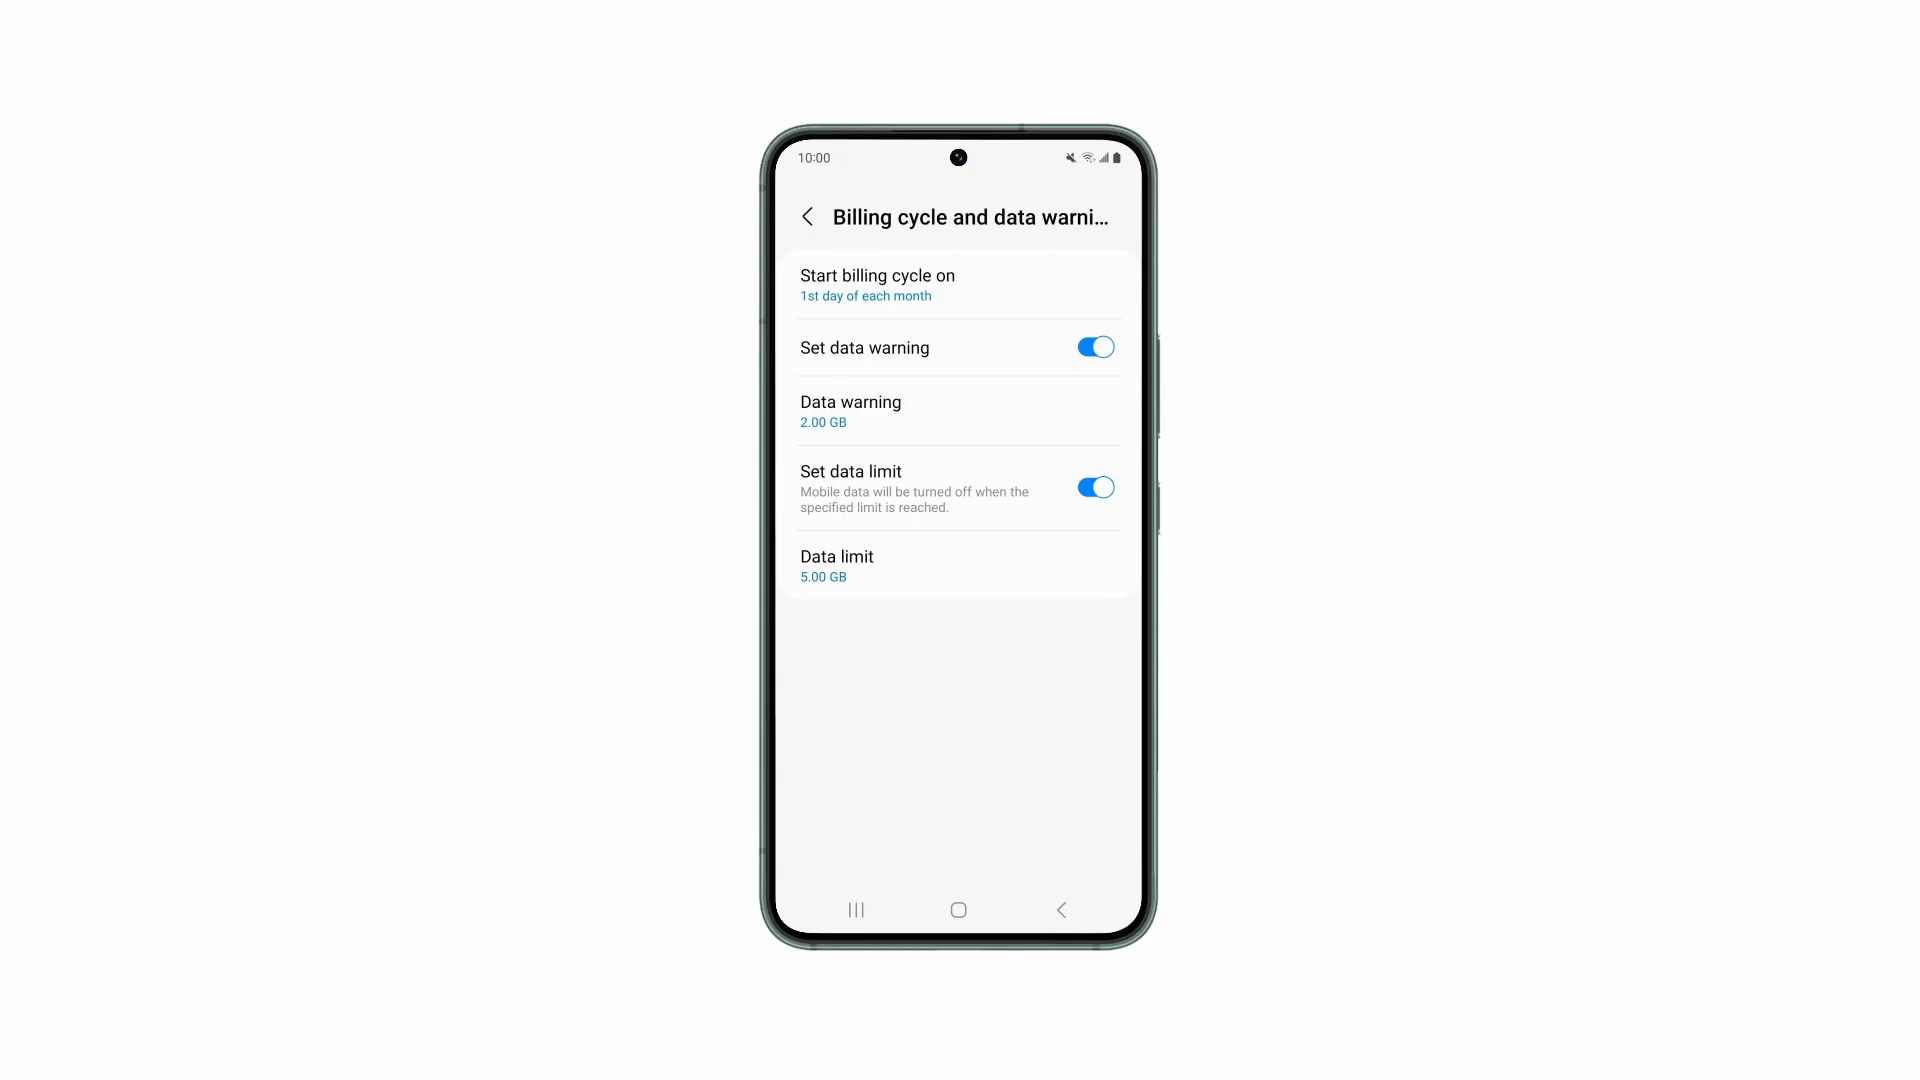 10:00
Billing cycle and data warni...
Start billing cycle on
1st day of each month
Set data warning
Data warning
2.00 GB
Set data limit
Mobile data will be turned off when the
specified limit is reached.
Data limit
5.00 GB